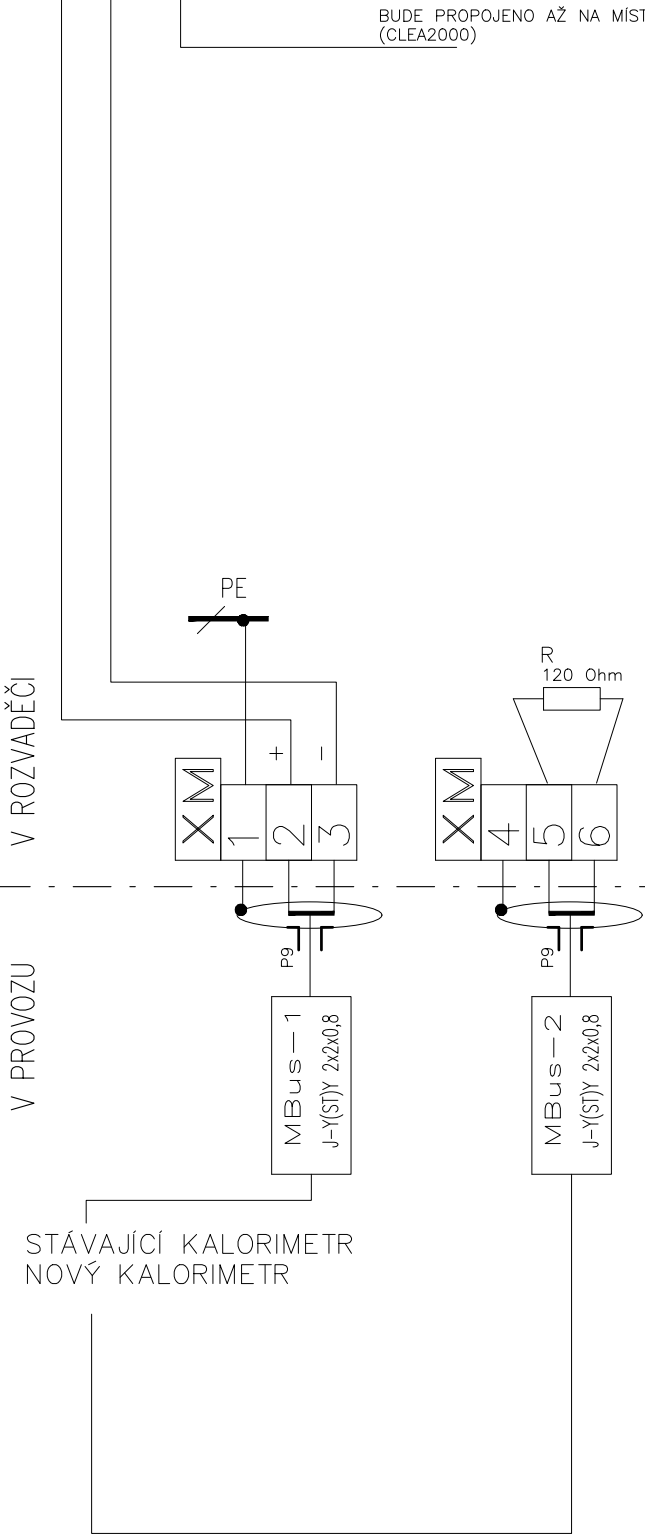 BUDE PROPOJENO AŽ NA MÍST
(CLEA2000)
PE
R
120 Ohm
V ROZVADĚČI
+
-
XM
1
2
3
XM
4
5
6
V PROVOZU
P9
P9
MBus-1
J-Y(ST)Y 2x2x0,8
MBus-2
J-Y(ST)Y 2x2x0,8
STÁVAJÍCÍ KALORIMETR
NOVÝ KALORIMETR